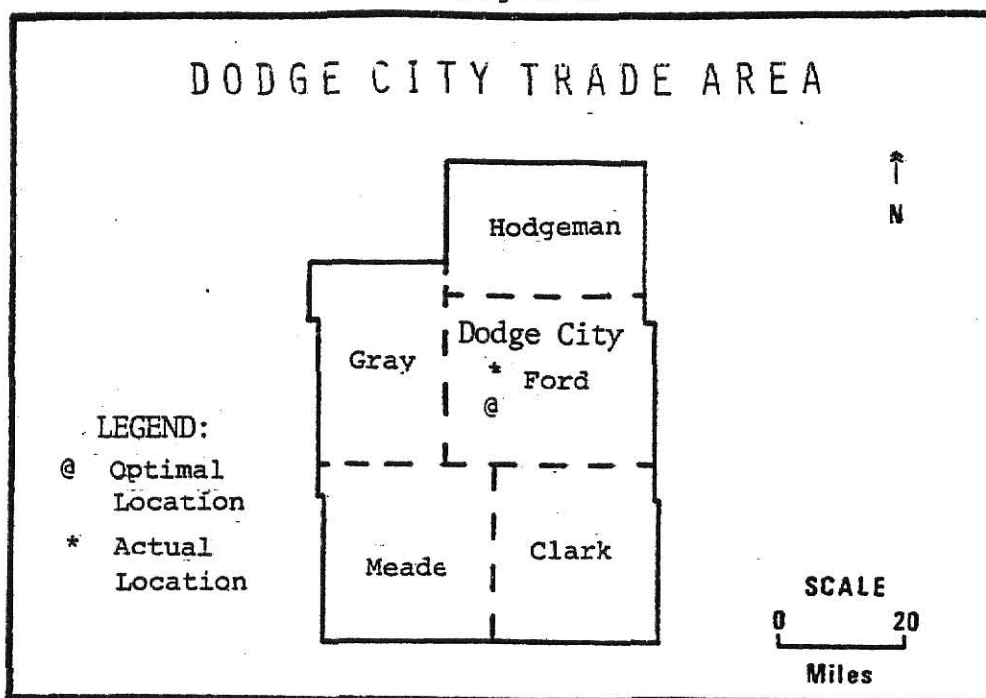 DODGE CITY TRADE AREA
N
Hodgeman
Dodge City
*
Gray
Ford
@
LEGEND:
@ Optimal
Location
* Actual
Location
Meade
Clark
SCALE
0 20
Miles